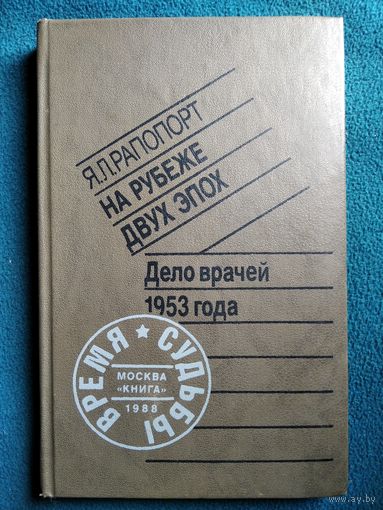 Я.Л.РАПОПОРТ
НА РУБЕЖЕ
ДВУХ ЭПОХ
Дело врачей
1953 года
ВРЕМЯ ★ СУДЬБЫ
МОСКВА
«КНИГА»
1988
www.ay.by